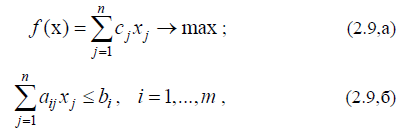 f(x) = ∑_{j=1}^{n} c_j x_j → max ; (2.9,а)
∑_{j=1}^{n} a_{ij} x_j ≤ b_i , i = 1,...,m , (2.9,б)